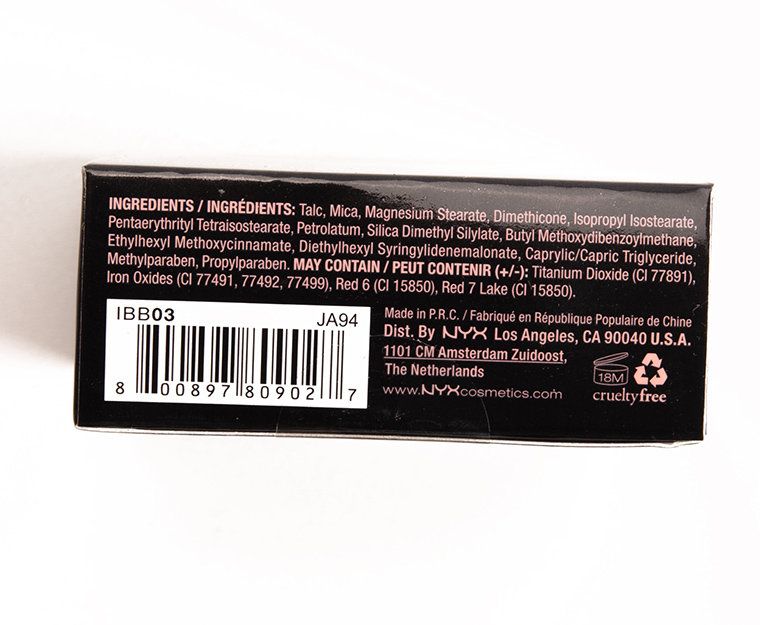 INGREDIENTS / INGRÉDIENTS: Talc, Mica, Magnesium Stearate, Dimethicone, Isopropyl Isostearate,
Pentaerythrityl Tetraisostearate, Petrolatum, Silica Dimethyl Silylate, Butyl Methoxydibenzoylmethane,
Ethylhexyl Methoxycinnamate, Diethylhexyl Syringylidenemalonate, Caprylic/Capric Triglyceride,
Methylparaben, Propylparaben. MAY CONTAIN / PEUT CONTENIR (+/-): Titanium Dioxide (CI 77891),
Iron Oxides (CI 77491, 77492, 77499), Red 6 (CI 15850), Red 7 Lake (CI 15850).
IBB03 JA94
8 00897 80902 7
Made in P.R.C. / Fabriqué en République Populaire de Chine
Dist. By NYX Los Angeles, CA 90040 U.S.A.
1101 CM Amsterdam Zuidoost,
The Netherlands
www.NYXcosmetics.com
18M
crueltyfree